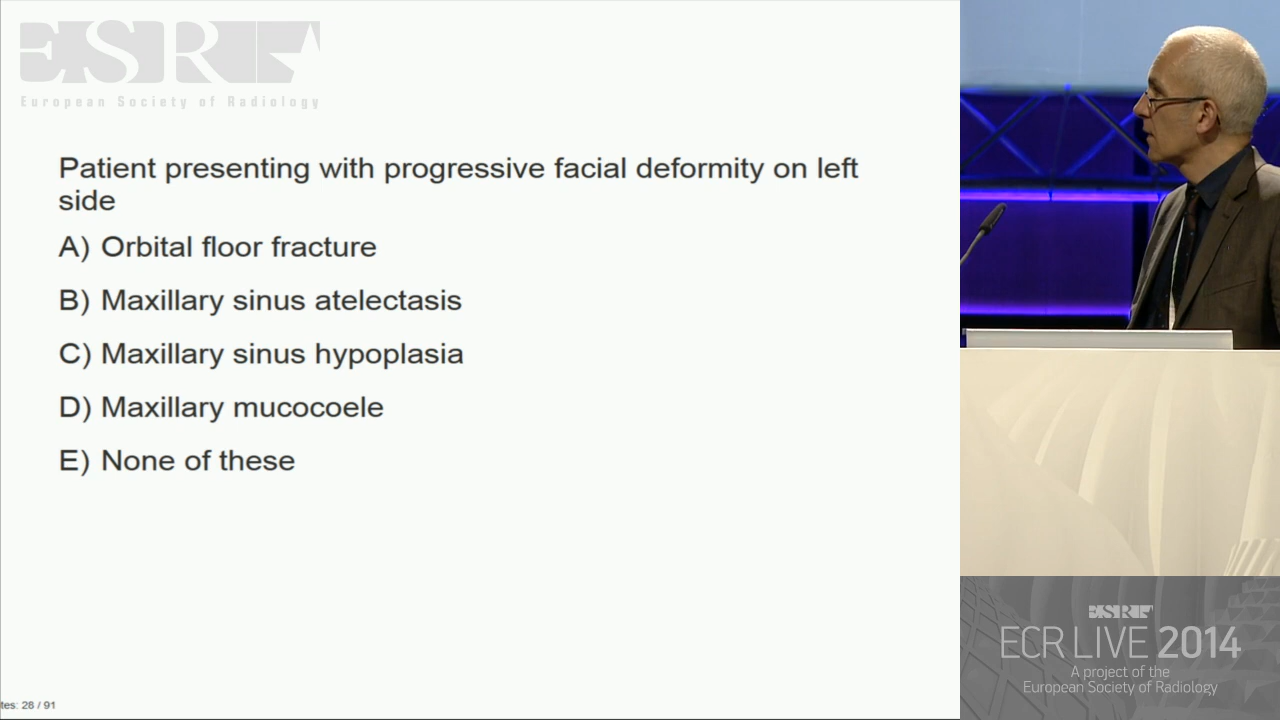 ESR
European Society of Radiology
Patient presenting with progressive facial deformity on left
side
A) Orbital floor fracture
B) Maxillary sinus atelectasis
C) Maxillary sinus hypoplasia
D) Maxillary mucocoele
E) None of these
tes: 28 / 91
ESR
ECR LIVE 2014
A project of the
European Society of Radiology